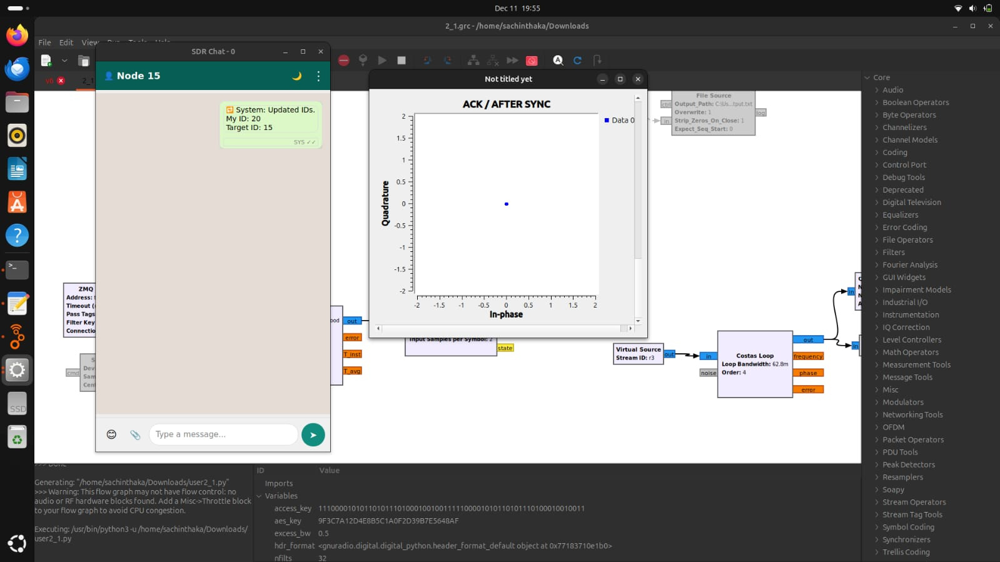 Dec 11 19:55
2_1.grc - /home/sachinthaka/Downloads
File Edit View Run Tools Help
SDR Chat - 0
v0
2_1
Node 15
System: Updated IDs.
My ID: 20
Target ID: 15
SYS ✓✓
Type a message...
Not titled yet
ACK / AFTER SYNC
Data 0
Quadrature
2
1.5
1
0.5
0
-0.5
-1
-1.5
-2
-2 -1.5 -1 -0.5 0 0.5 1 1.5 2
In-phase
File Source
Output_Path: C:\Us...tput.txt
Overwrite: 1
Strip_Zeros_On_Close: 1
Expect_Seq_Start: 0
ctrl
in
log
ZMQ
Address:
Timeout (
Pass Tags
Filter Key
Connectio
S
Devi
Sam
Cent
cmd
ood
out
error
T_inst
T_avg
Input Samples per Symbol: 2
state
Virtual Source
Stream ID: r3
out
in
noise
Costas Loop
Loop Bandwidth: 62.8m
Order: 4
out
frequency
phase
error
in
in
Core
Audio
Boolean Operators
Byte Operators
Channelizers
Channel Models
Coding
Control Port
Debug Tools
Deprecated
Digital Television
Equalizers
Error Coding
File Operators
Filters
Fourier Analysis
GUI Widgets
Impairment Models
Industrial I/O
Instrumentation
IQ Correction
Level Controllers
Math Operators
Measurement Tools
Message Tools
Misc
Modulators
Networking Tools
OFDM
Packet Operators
PDU Tools
Peak Detectors
Resamplers
Soapy
Stream Operators
Stream Tag Tools
Symbol Coding
Synchronizers
Trellis Coding
>>> Done
Generating: "/home/sachinthaka/Downloads/user2_1.py"
>>> Warning: This flow graph may not have flow control: no
audio or RF hardware blocks found. Add a Misc->Throttle block
to your flow graph to avoid CPU congestion.
Executing: /usr/bin/python3 -u /home/sachinthaka/Downloads/
user2_1.py
ID Value
Imports
Variables
access_key 1110000101011010111010001001001111100001010110101110100010010011
aes_key 9F3C7A12D4E8B5C1A0F2D39B7E5648AF
excess_bw 0.5
hdr_format <gnuradio.digital.digital_python.header_format_default object at 0x77183710e1b0>
nfilts 32
SSD